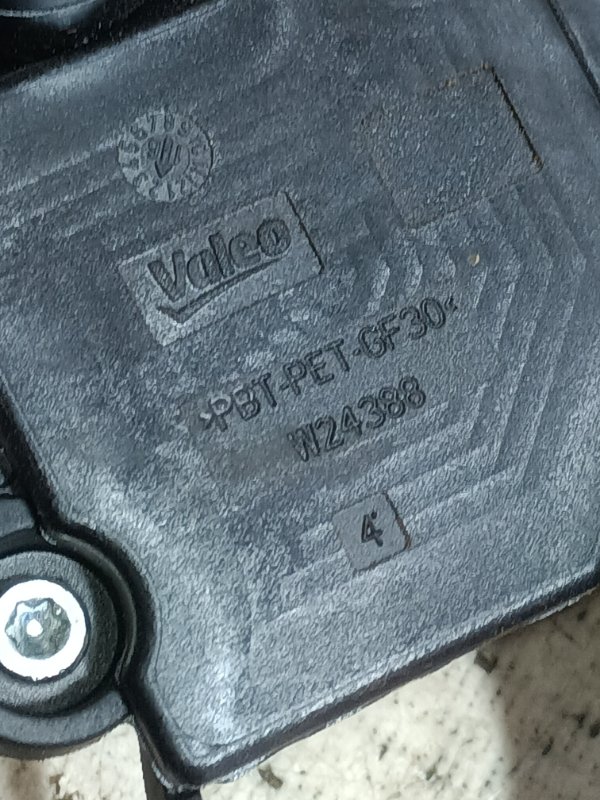 Valeo
>PBT-PET-GF30<
W24388
4